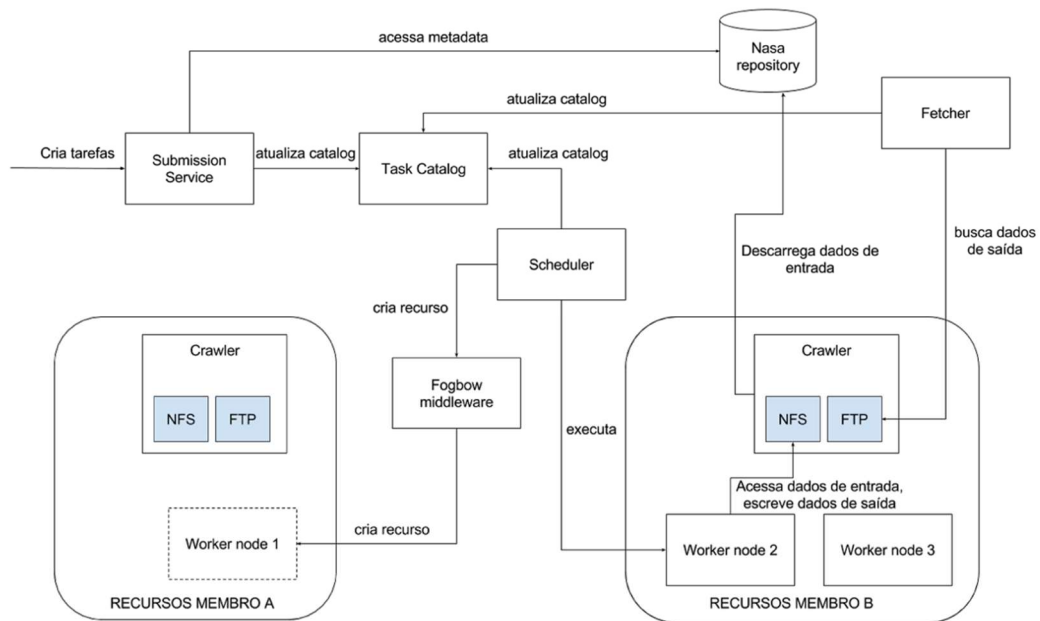 acessa metadata
Nasa
repository
atualiza catalog
Fetcher
Cria tarefas
Submission
Service
atualiza catalog
Task Catalog
atualiza catalog
busca dados
de saída
Descarrega dados de
entrada
Scheduler
cria recurso
Crawler
NFS
FTP
Fogbow
middleware
Crawler
NFS
FTP
executa
Acessa dados de entrada,
escreve dados de saída
Worker node 1
cria recurso
Worker node 2
Worker node 3
RECURSOS MEMBRO A
RECURSOS MEMBRO B